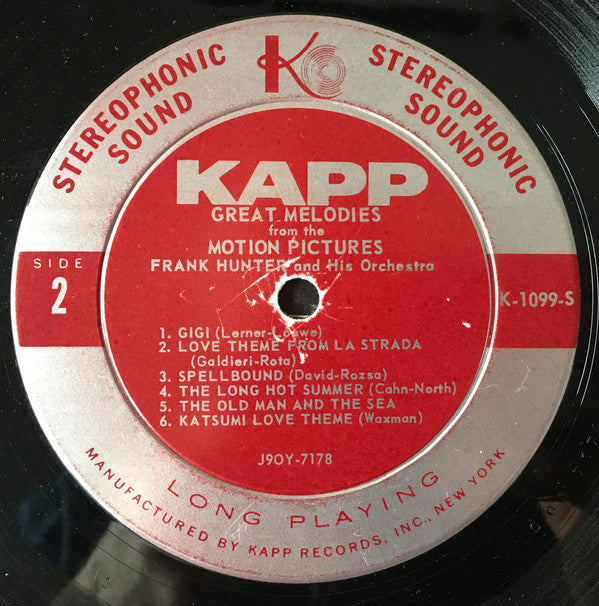 STEREOPHONIC SOUND
K
STEREOPHONIC SOUND
KAPP
GREAT MELODIES
from the
MOTION PICTURES
FRANK HUNTER and His Orchestra
SIDE
2
K-1099-S
1. GIGI (Lerner-Loewe)
2. LOVE THEME FROM LA STRADA
(Galdieri-Rota)
3. SPELLBOUND (David-Rozsa)
4. THE LONG HOT SUMMER (Cahn-North)
5. THE OLD MAN AND THE SEA
6. KATSUMI LOVE THEME (Waxman)
J9OY-7178
LONG PLAYING
MANUFACTURED BY KAPP RECORDS, INC., NEW YORK